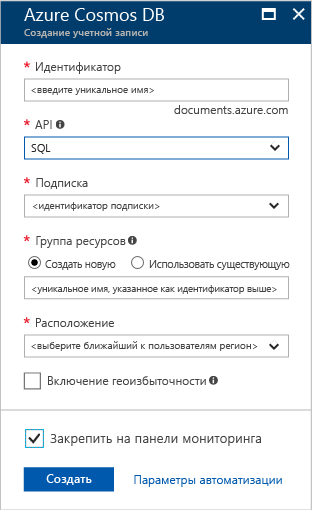 Azure Cosmos DB
Создание учетной записи
* Идентификатор
<введите уникальное имя>
documents.azure.com
* API
SQL
* Подписка
<идентификатор подписки>
* Группа ресурсов
Создать новую Использовать существующую
<уникальное имя, указанное как идентификатор выше>
* Расположение
<выберите ближайший к пользователям регион>
Включение геоизбыточности
Закрепить на панели мониторинга
Создать Параметры автоматизации